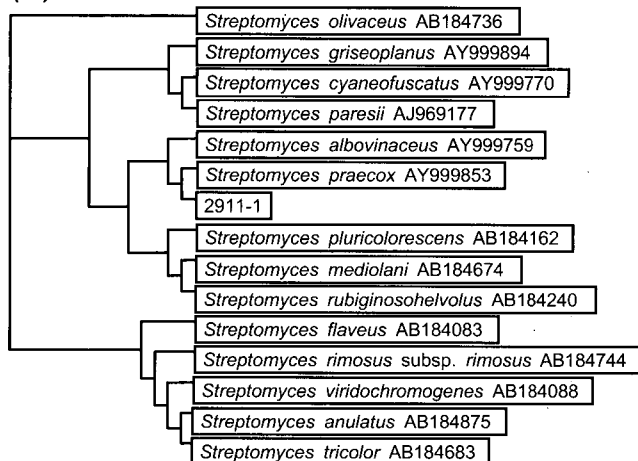 Streptomyces olivaceus AB184736
Streptomyces griseoplanus AY999894
Streptomyces cyaneofuscatus AY999770
Streptomyces paresii AJ969177
Streptomyces albovinaceus AY999759
Streptomyces praecox AY999853
2911-1
Streptomyces pluricolorescens AB184162
Streptomyces mediolani AB184674
Streptomyces rubiginosohelvolus AB184240
Streptomyces flaveus AB184083
Streptomyces rimosus subsp. rimosus AB184744
Streptomyces viridochromogenes AB184088
Streptomyces anulatus AB184875
Streptomyces tricolor AB184683